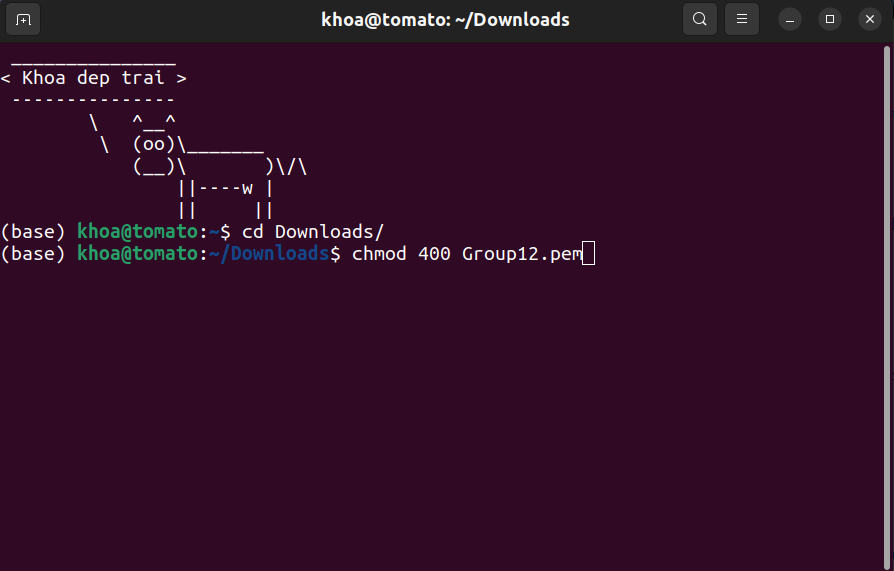 khoa@tomato: ~/Downloads
 _______________
< Khoa dep trai >
 ---------------
        \   ^__^
         \  (oo)\_______
            (__)\       )\/\
                ||----w |
                ||     ||
(base) khoa@tomato:~$ cd Downloads/
(base) khoa@tomato:~/Downloads$ chmod 400 Group12.pem